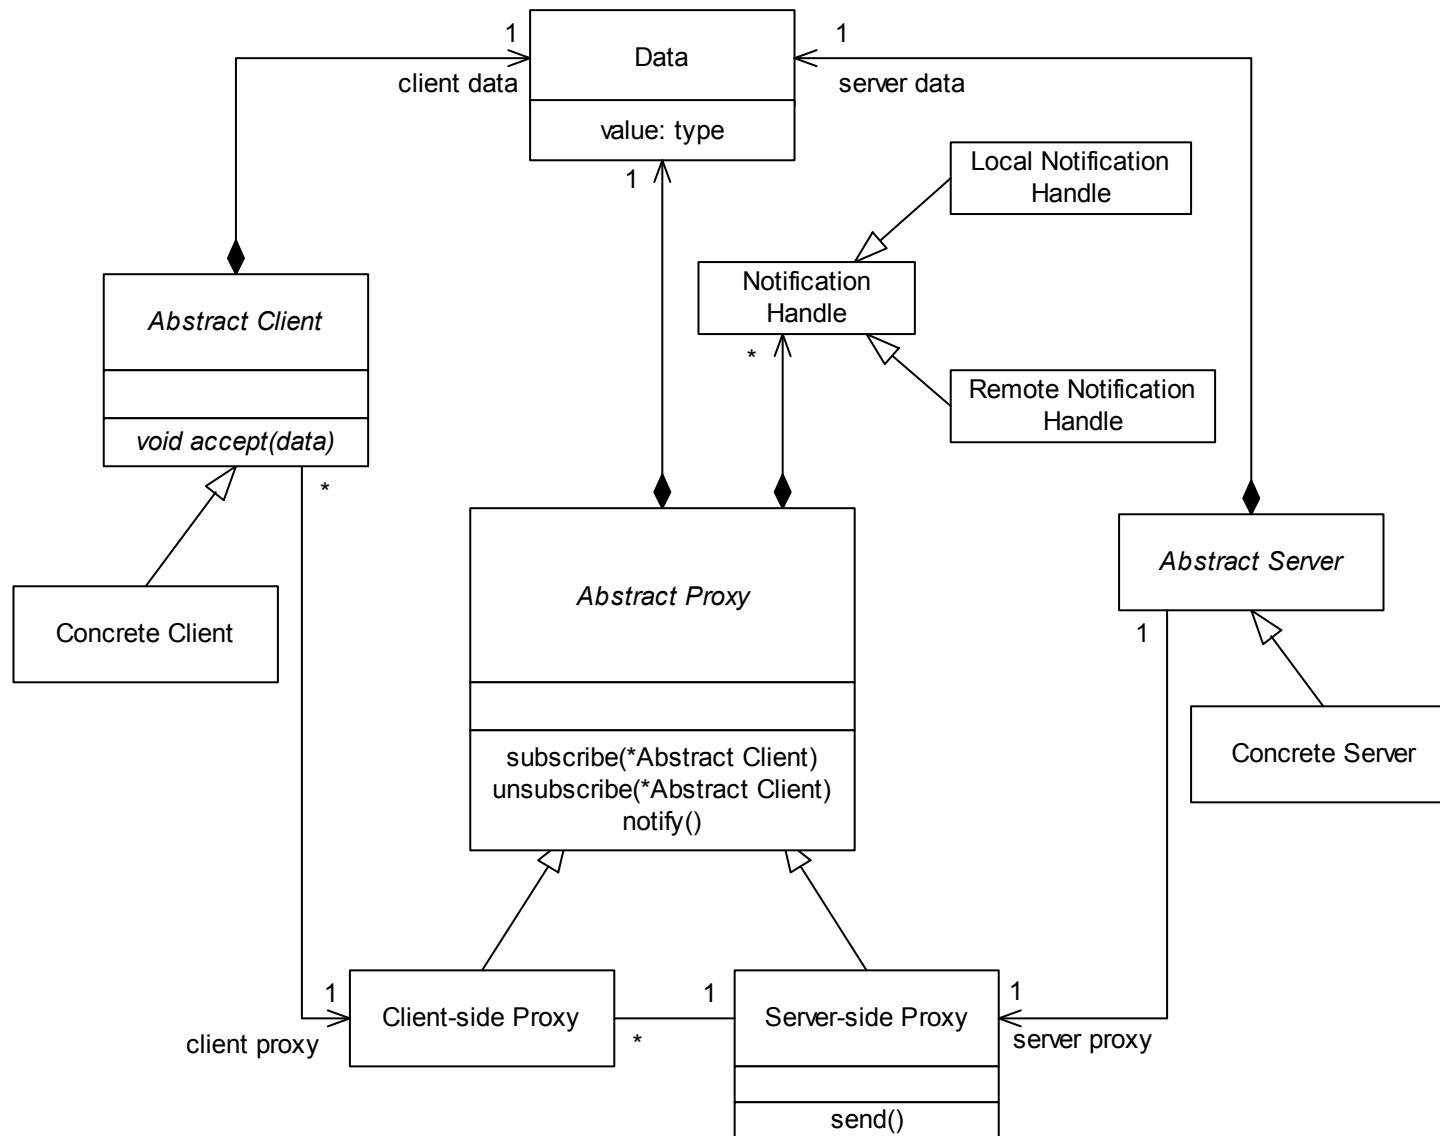 1
1
Data
client data
server data
value: type
1
Local Notification
Handle
Notification
Handle
Abstract Client
*
Remote Notification
Handle
void accept(data)
*
Abstract Server
Abstract Proxy
Concrete Client
1
Concrete Server
subscribe(*Abstract Client)
unsubscribe(*Abstract Client)
notify()
1
1
1
Client-side Proxy
Server-side Proxy
client proxy
*
server proxy
send()